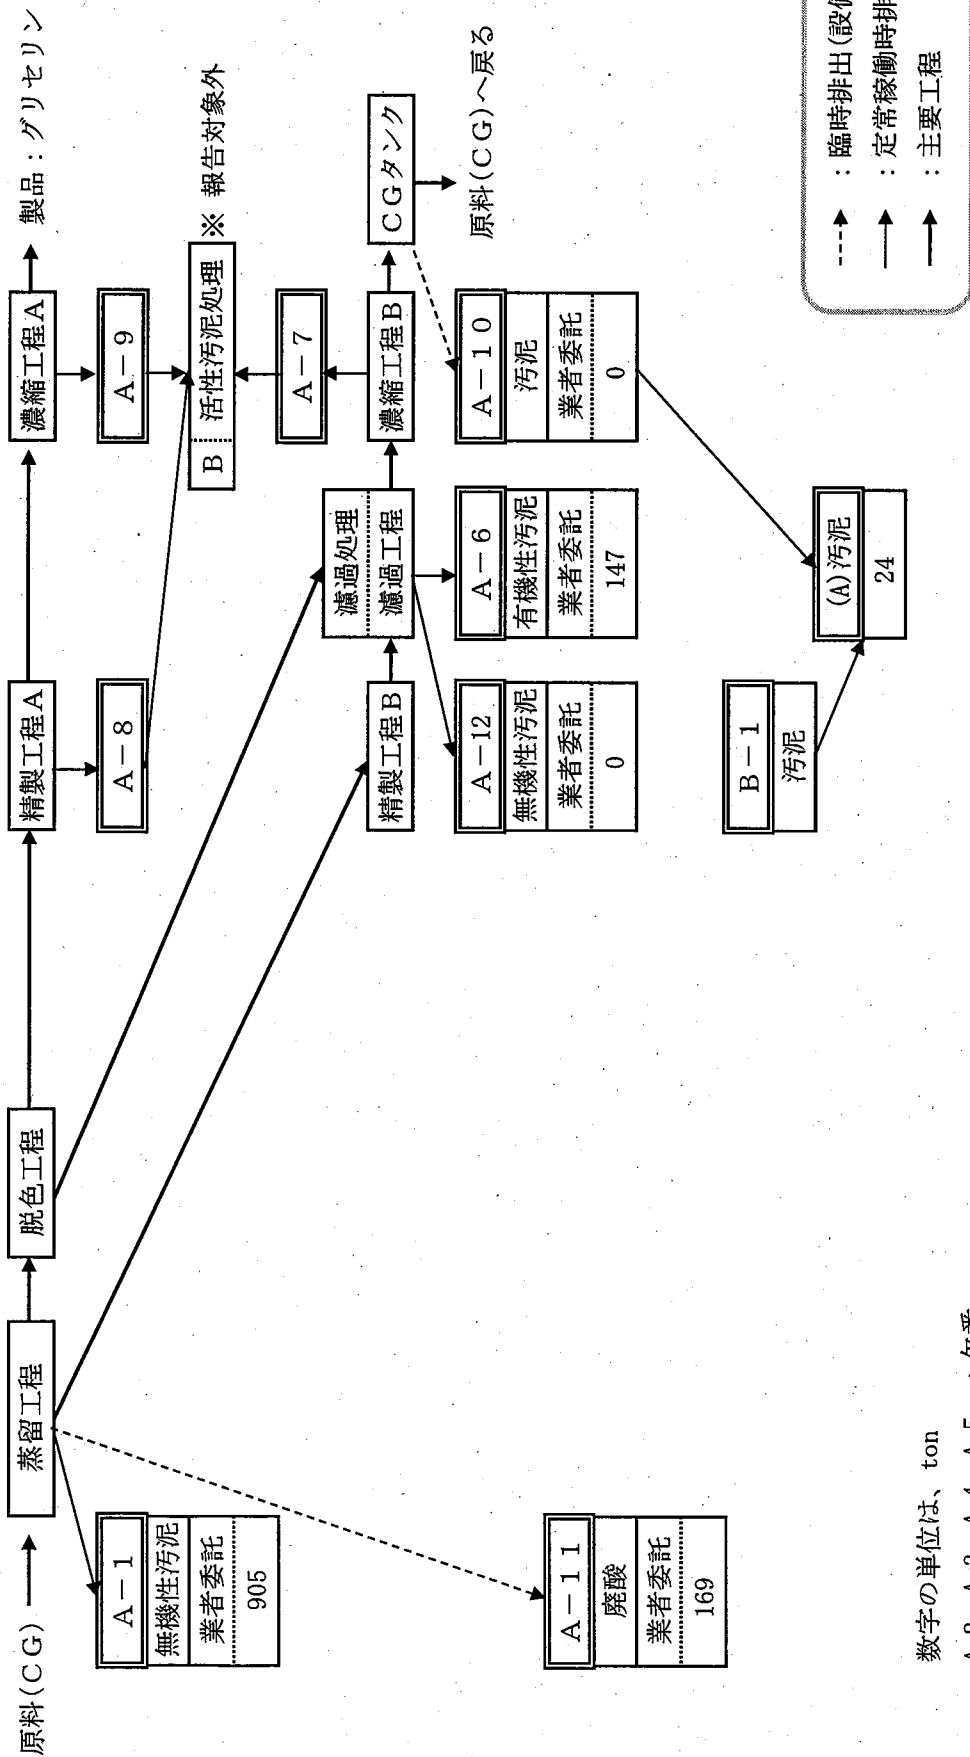 原料(CG)
蒸留工程
脱色工程
精製工程A
濃縮工程A
製品：グリセリン
A－1
無機性汚泥
業者委託
905
A－8
A－9
B 活性汚泥処理
※ 報告対象外
A－7
濾過処理
濾過工程
精製工程B
濃縮工程B
CGタンク
原料(CG)へ戻る
A－11
廃酸
業者委託
169
A－12
無機性汚泥
業者委託
0
A－6
有機性汚泥
業者委託
147
A－10
汚泥
業者委託
0
B－1
汚泥
(A)汚泥
24
：臨時排出(設
：定常稼働時排
：主要工程
数字の単位は、ton